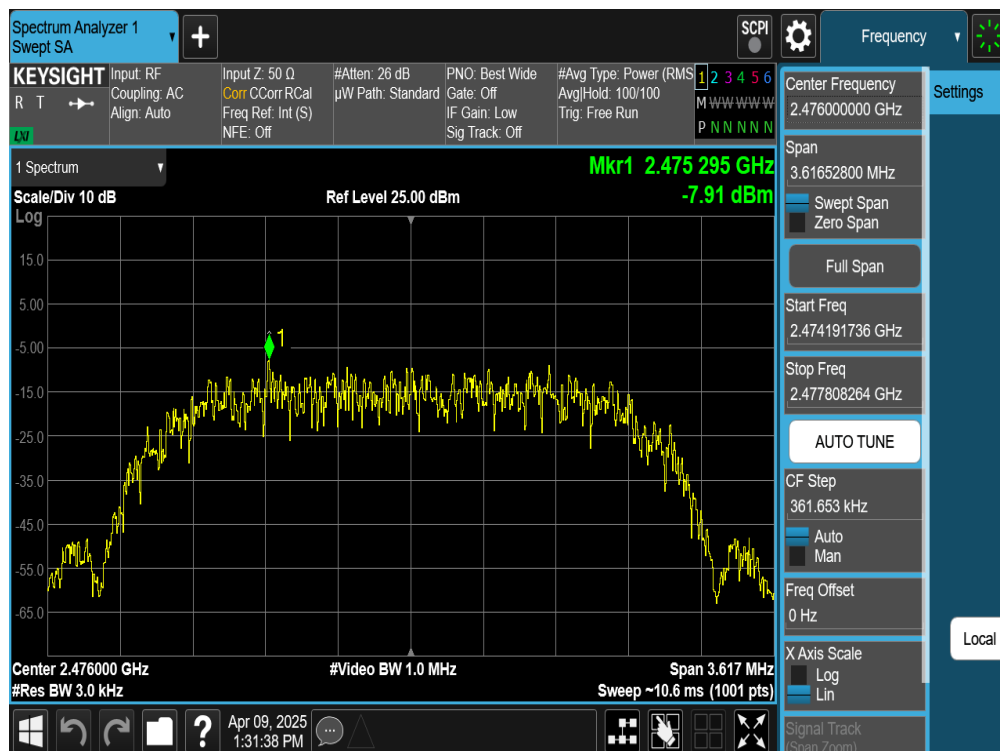 Spectrum Analyzer 1
Swept SA
+
SCPI
Frequency
KEYSIGHT
R T
LXI
Input: RF
Coupling: AC
Align: Auto
Input Z: 50 Ω
Corr CCorr RCal
Freq Ref: Int (S)
NFE: Off
#Atten: 26 dB
µW Path: Standard
PNO: Best Wide
Gate: Off
IF Gain: Low
Sig Track: Off
#Avg Type: Power (RMS
Avg|Hold: 100/100
Trig: Free Run
1 2 3 4 5 6
M W W W W W W
P N N N N N
1 Spectrum
Mkr1 2.475 295 GHz
-7.91 dBm
Scale/Div 10 dB
Ref Level 25.00 dBm
Log
15.0
5.00
-5.00
-15.0
-25.0
-35.0
-45.0
-55.0
-65.0
1
Center 2.476000 GHz
#Video BW 1.0 MHz
Span 3.617 MHz
#Res BW 3.0 kHz
Sweep ~10.6 ms (1001 pts)
Center Frequency
2.476000000 GHz
Span
3.61652800 MHz
Swept Span
Zero Span
Full Span
Start Freq
2.474191736 GHz
Stop Freq
2.477808264 GHz
AUTO TUNE
CF Step
361.653 kHz
Auto
Man
Freq Offset
0 Hz
X Axis Scale
Log
Lin
Signal Track
(Span Zoom)
Settings
Local
?
Apr 09, 2025
1:31:38 PM